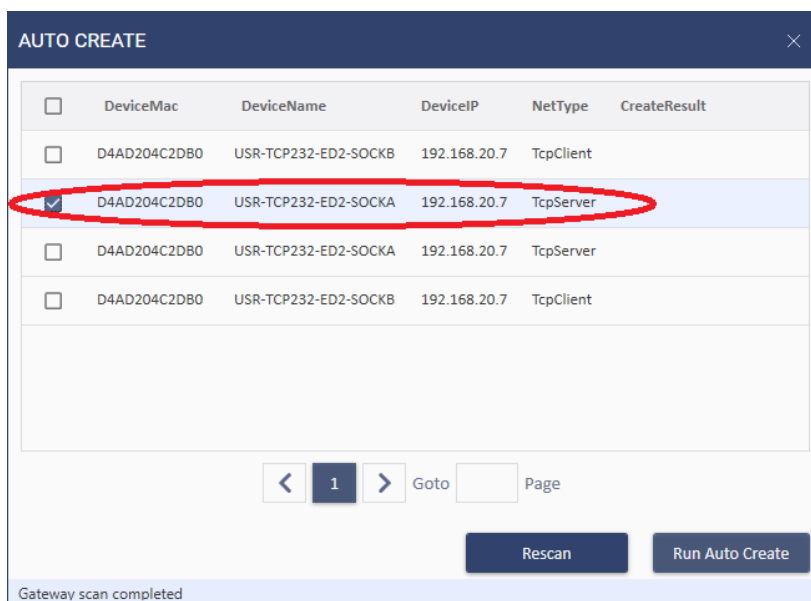 AUTO CREATE
DeviceMac DeviceName DeviceIP NetType CreateResult
D4AD204C2DB0 USR-TCP232-ED2-SOCKB 192.168.20.7 TcpClient
D4AD204C2DB0 USR-TCP232-ED2-SOCKA 192.168.20.7 TcpServer
D4AD204C2DB0 USR-TCP232-ED2-SOCKA 192.168.20.7 TcpServer
D4AD204C2DB0 USR-TCP232-ED2-SOCKB 192.168.20.7 TcpClient
1 Goto Page
Rescan Run Auto Create
Gateway scan completed